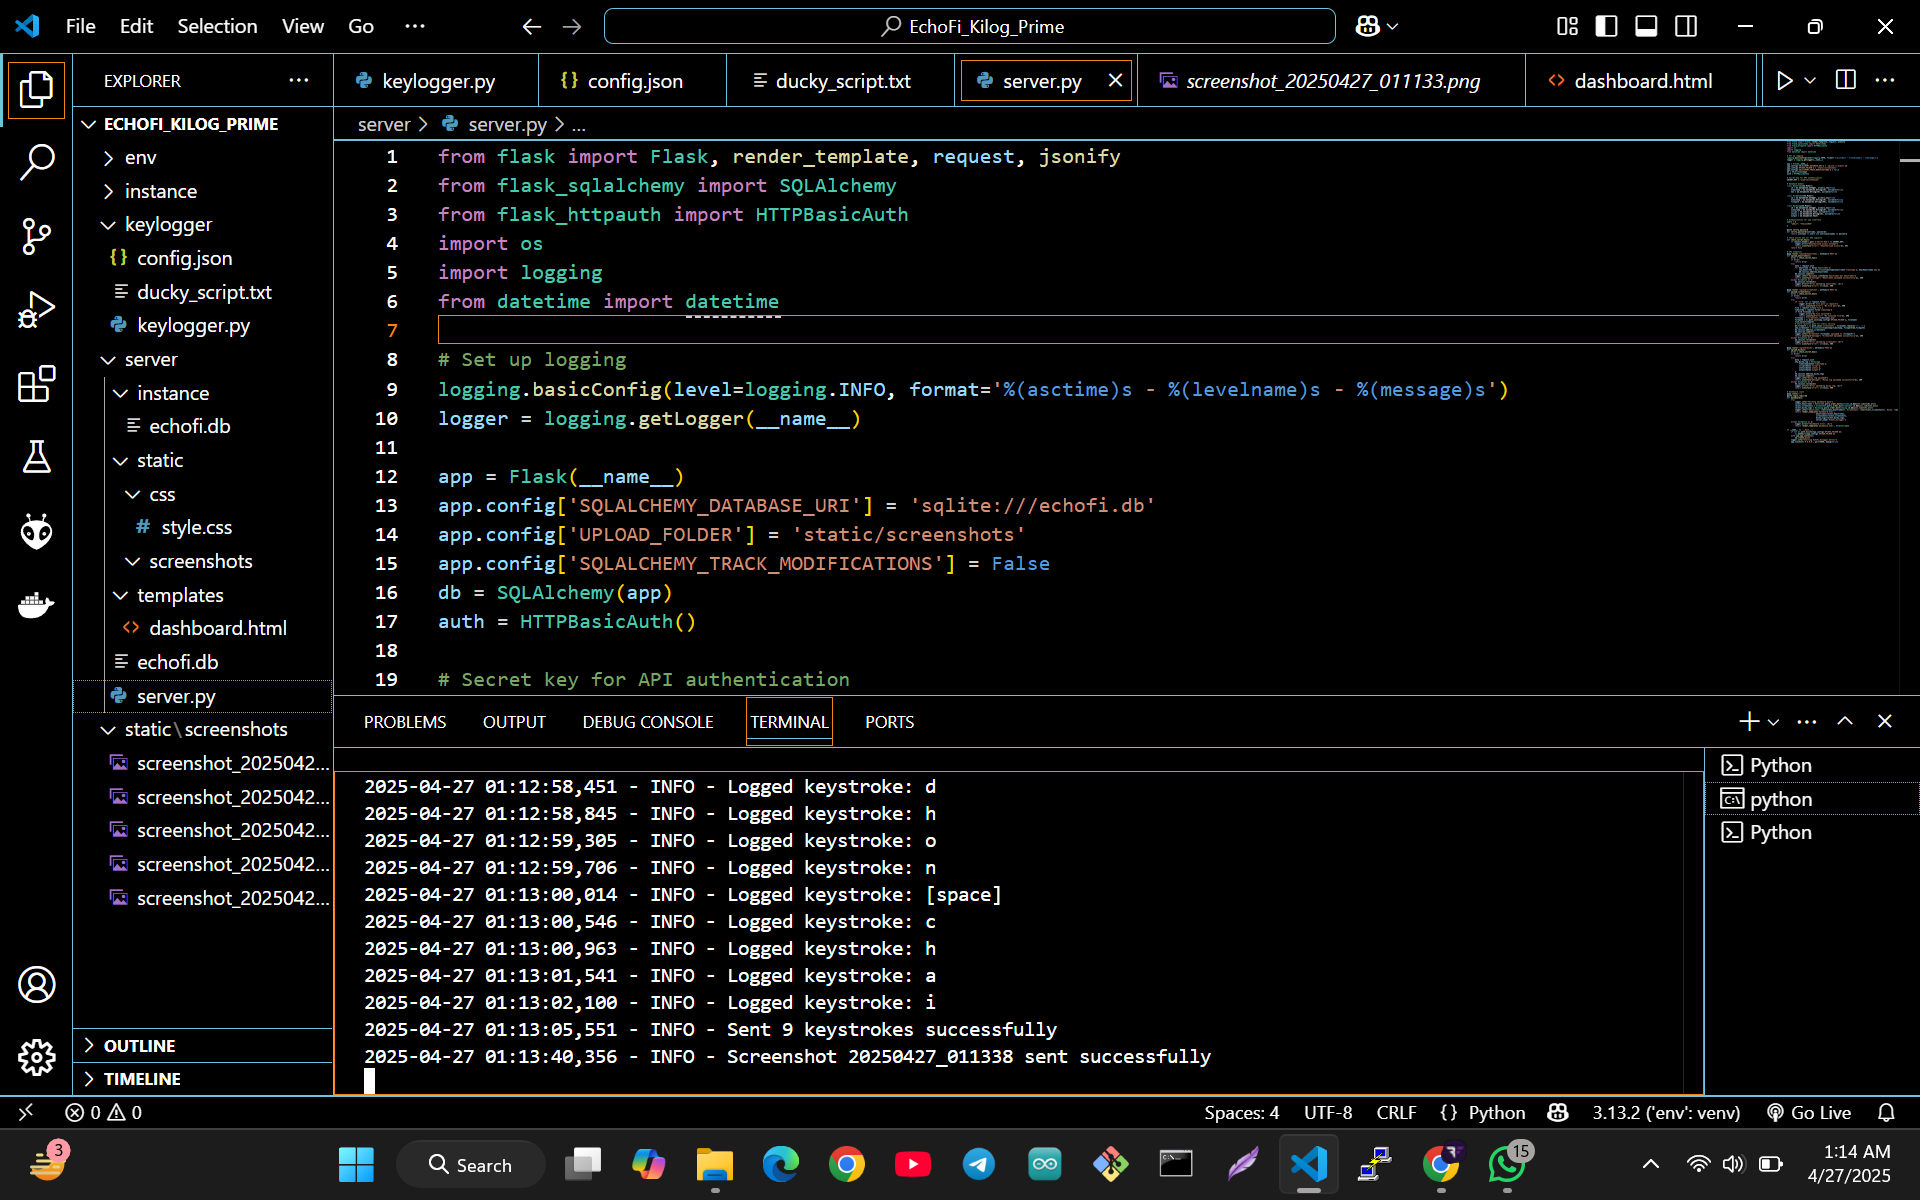 File Edit Selection View Go ···
EchoFi_Kilog_Prime
EXPLORER ···
keylogger.py
{} config.json
ducky_script.txt
server.py
screenshot_20250427_011133.png
<> dashboard.html
server > server.py > ...
ECHOFI_KILOG_PRIME
env
instance
keylogger
{} config.json
ducky_script.txt
keylogger.py
server
instance
echofi.db
static
css
# style.css
screenshots
templates
<> dashboard.html
echofi.db
server.py
static\screenshots
screenshot_2025042...
screenshot_2025042...
screenshot_2025042...
screenshot_2025042...
screenshot_2025042...
OUTLINE
TIMELINE
1 from flask import Flask, render_template, request, jsonify
2 from flask_sqlalchemy import SQLAlchemy
3 from flask_httpauth import HTTPBasicAuth
4 import os
5 import logging
6 from datetime import datetime
7
8 # Set up logging
9 logging.basicConfig(level=logging.INFO, format='%(asctime)s - %(levelname)s - %(message)s')
10 logger = logging.getLogger(__name__)
11
12 app = Flask(__name__)
13 app.config['SQLALCHEMY_DATABASE_URI'] = 'sqlite:///echofi.db'
14 app.config['UPLOAD_FOLDER'] = 'static/screenshots'
15 app.config['SQLALCHEMY_TRACK_MODIFICATIONS'] = False
16 db = SQLAlchemy(app)
17 auth = HTTPBasicAuth()
18
19 # Secret key for API authentication
PROBLEMS OUTPUT DEBUG CONSOLE TERMINAL PORTS
2025-04-27 01:12:58,451 - INFO - Logged keystroke: d
2025-04-27 01:12:58,845 - INFO - Logged keystroke: h
2025-04-27 01:12:59,305 - INFO - Logged keystroke: o
2025-04-27 01:12:59,706 - INFO - Logged keystroke: n
2025-04-27 01:13:00,014 - INFO - Logged keystroke: [space]
2025-04-27 01:13:00,546 - INFO - Logged keystroke: c
2025-04-27 01:13:00,963 - INFO - Logged keystroke: h
2025-04-27 01:13:01,541 - INFO - Logged keystroke: a
2025-04-27 01:13:02,100 - INFO - Logged keystroke: i
2025-04-27 01:13:05,551 - INFO - Sent 9 keystrokes successfully
2025-04-27 01:13:40,356 - INFO - Screenshot 20250427_011338 sent successfully
Python
python
Python
0 0
Spaces: 4 UTF-8 CRLF {} Python 3.13.2 ('env': venv) Go Live
3
Search
15
1:14 AM
4/27/2025